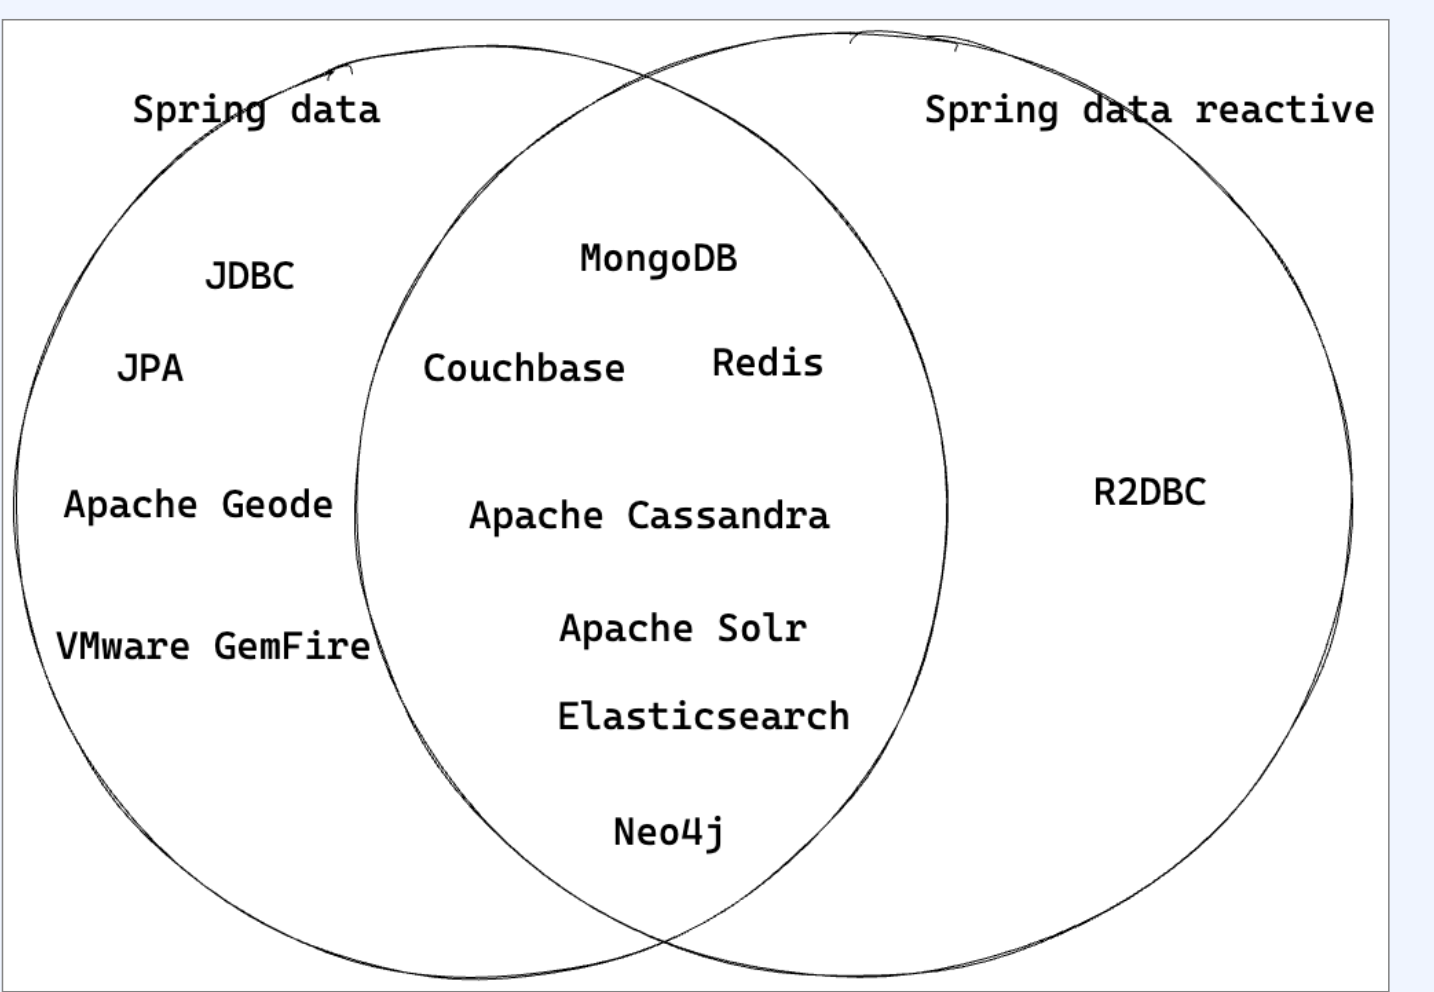 Spring data
Spring data reactive
JDBC
JPA
Apache Geode
VMware GemFire
MongoDB
Couchbase
Redis
Apache Cassandra
Apache Solr
Elasticsearch
Neo4j
R2DBC